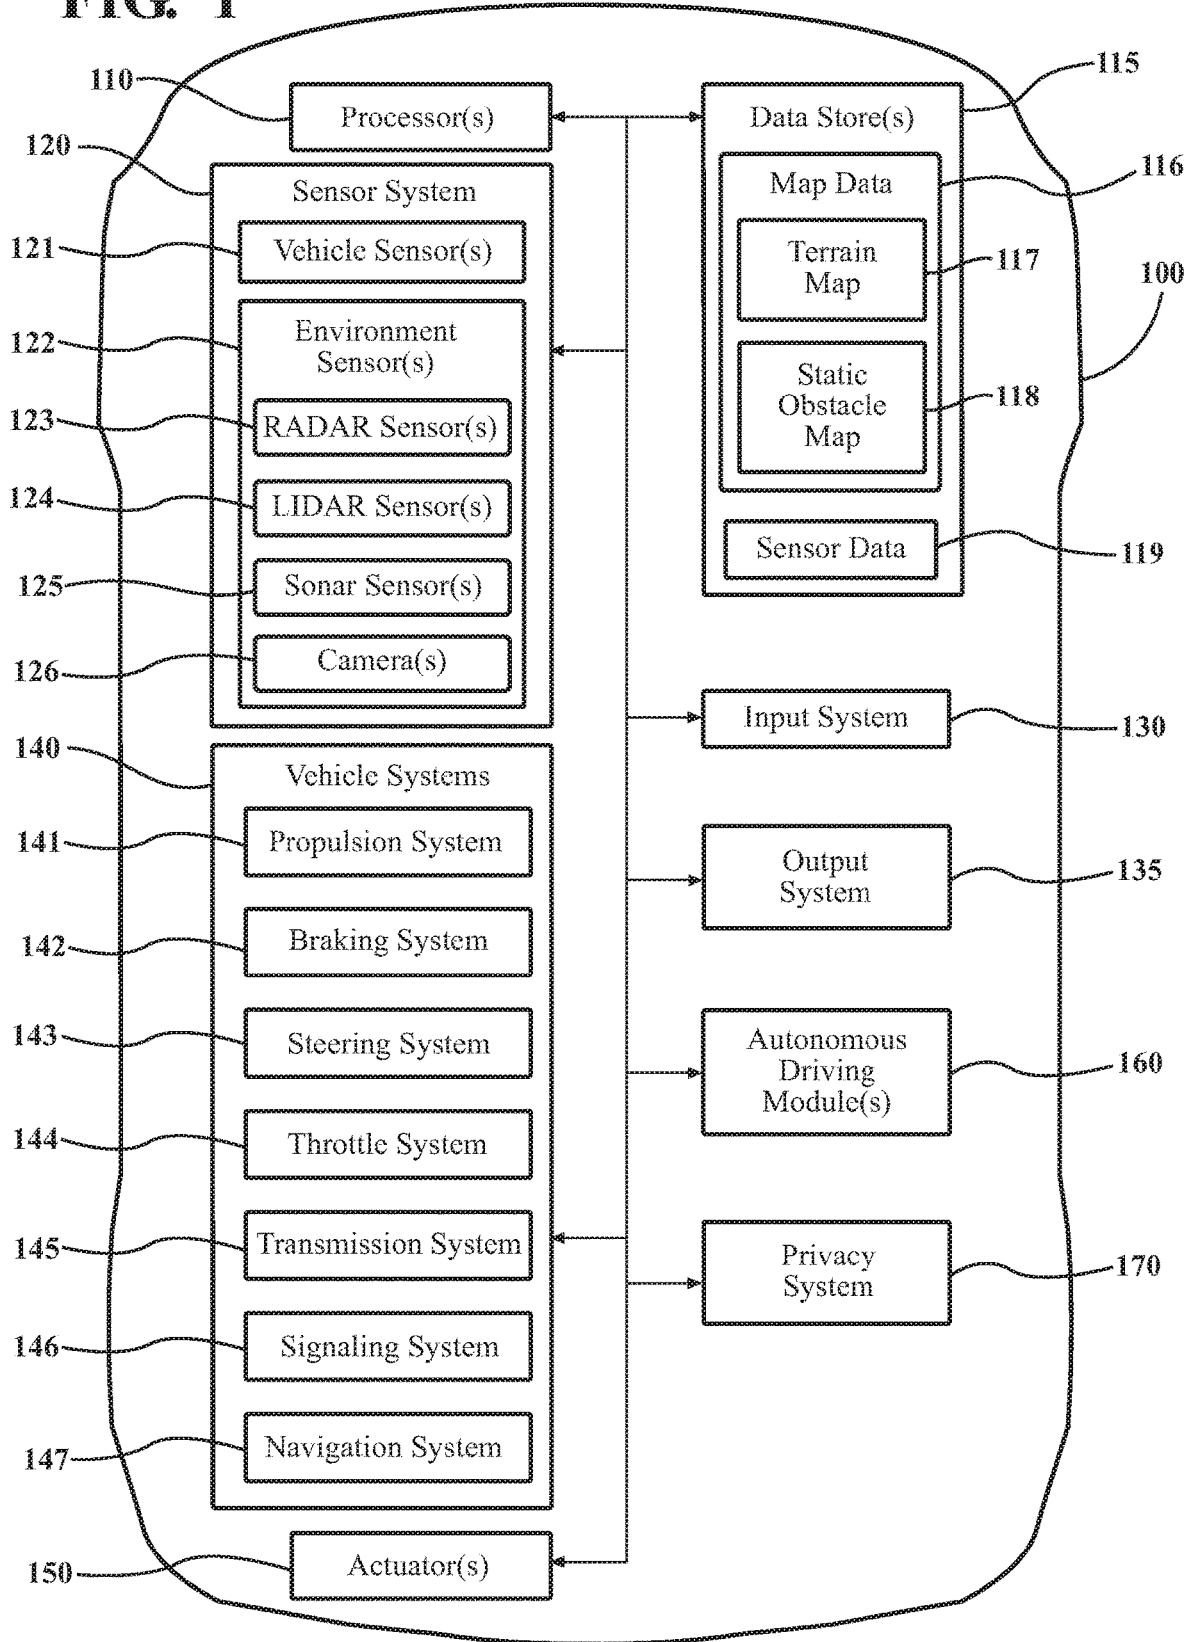 FIG. 1
110
Processor(s)
120
Sensor System
121
Vehicle Sensor(s)
122
Environment
Sensor(s)
123
RADAR Sensor(s)
124
LIDAR Sensor(s)
125
Sonar Sensor(s)
126
Camera(s)
140
Vehicle Systems
141
Propulsion System
142
Braking System
143
Steering System
144
Throttle System
145
Transmission System
146
Signaling System
147
Navigation System
150
Actuator(s)
115
Data Store(s)
116
Map Data
Terrain
Map
117
100
Static
Obstacle
Map
118
Sensor Data
119
Input System
130
Output
System
135
Autonomous
Driving
Module(s)
160
Privacy
System
170